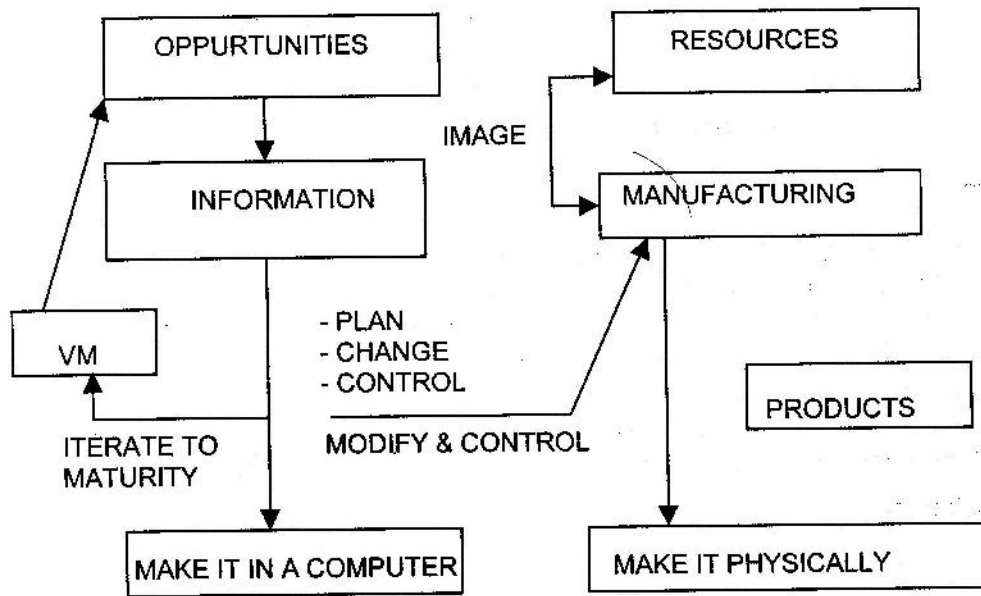 OPPURTUNITIES
RESOURCES
IMAGE
INFORMATION
MANUFACTURING
- PLAN
- CHANGE
- CONTROL
VM
PRODUCTS
ITERATE TO
MATURITY
MODIFY & CONTROL
MAKE IT IN A COMPUTER
MAKE IT PHYSICALLY